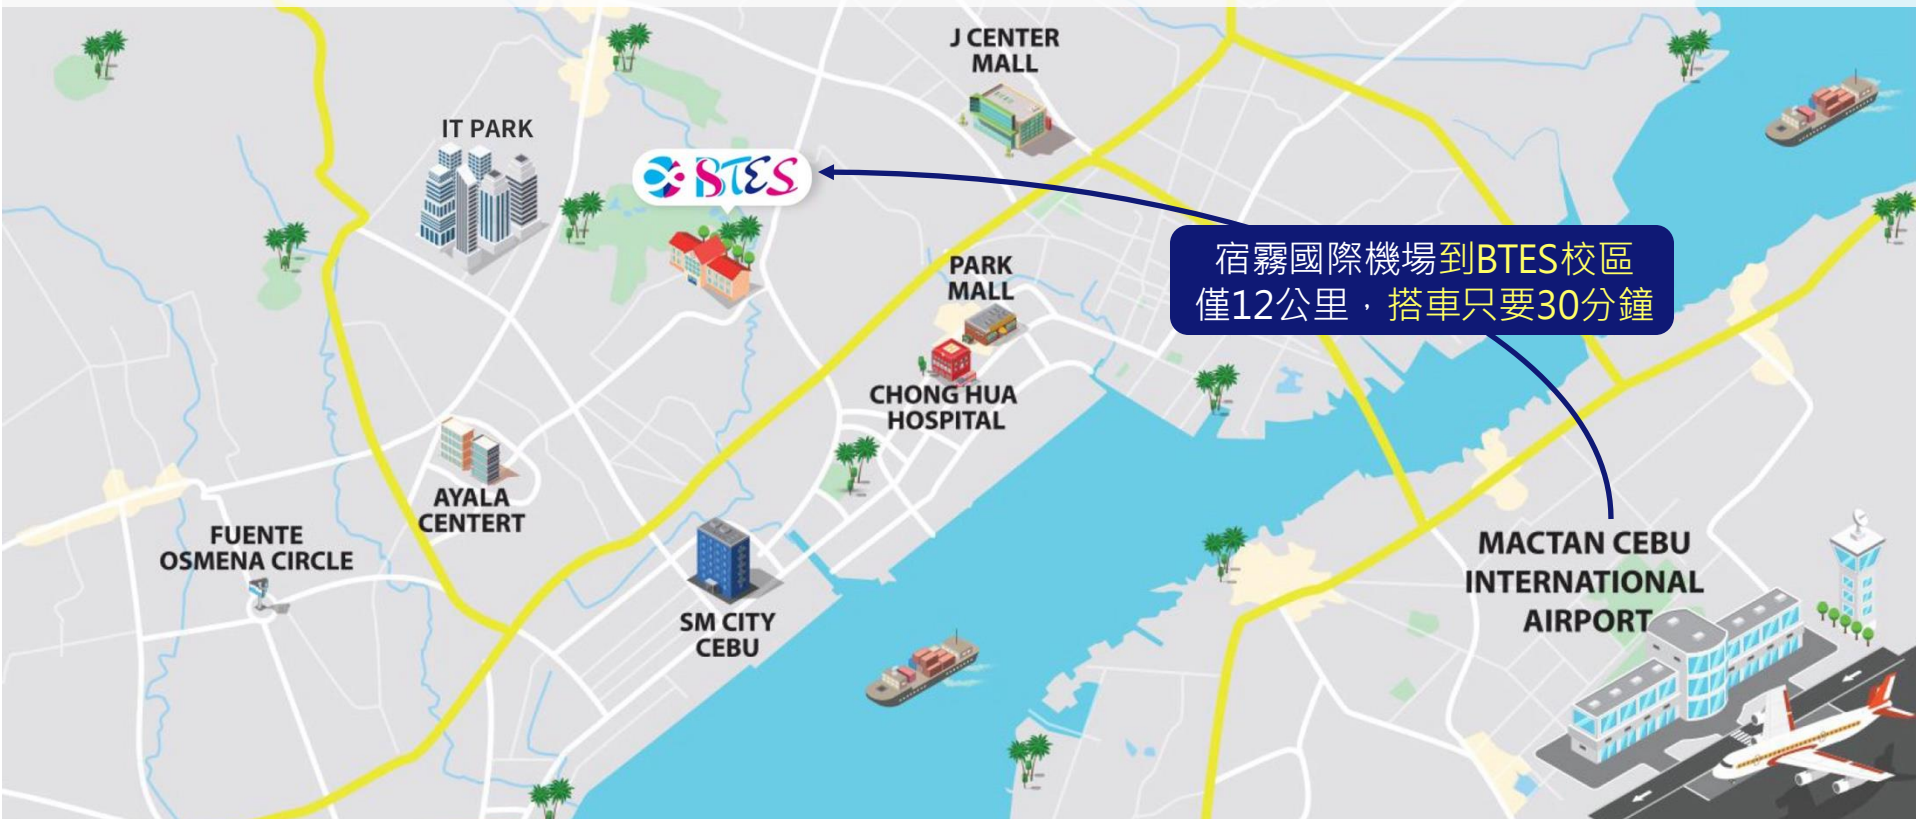 J CENTER
MALL
IT PARK
BTES
宿霧國際機場到BTES校區
僅12公里，搭車只要30分鐘
PARK
MALL
CHONG HUA
HOSPITAL
AYALA
CENTERT
FUENTE
OSMENA CIRCLE
SM CITY
CEBU
MACTAN CEBU
INTERNATIONAL
AIRPORT